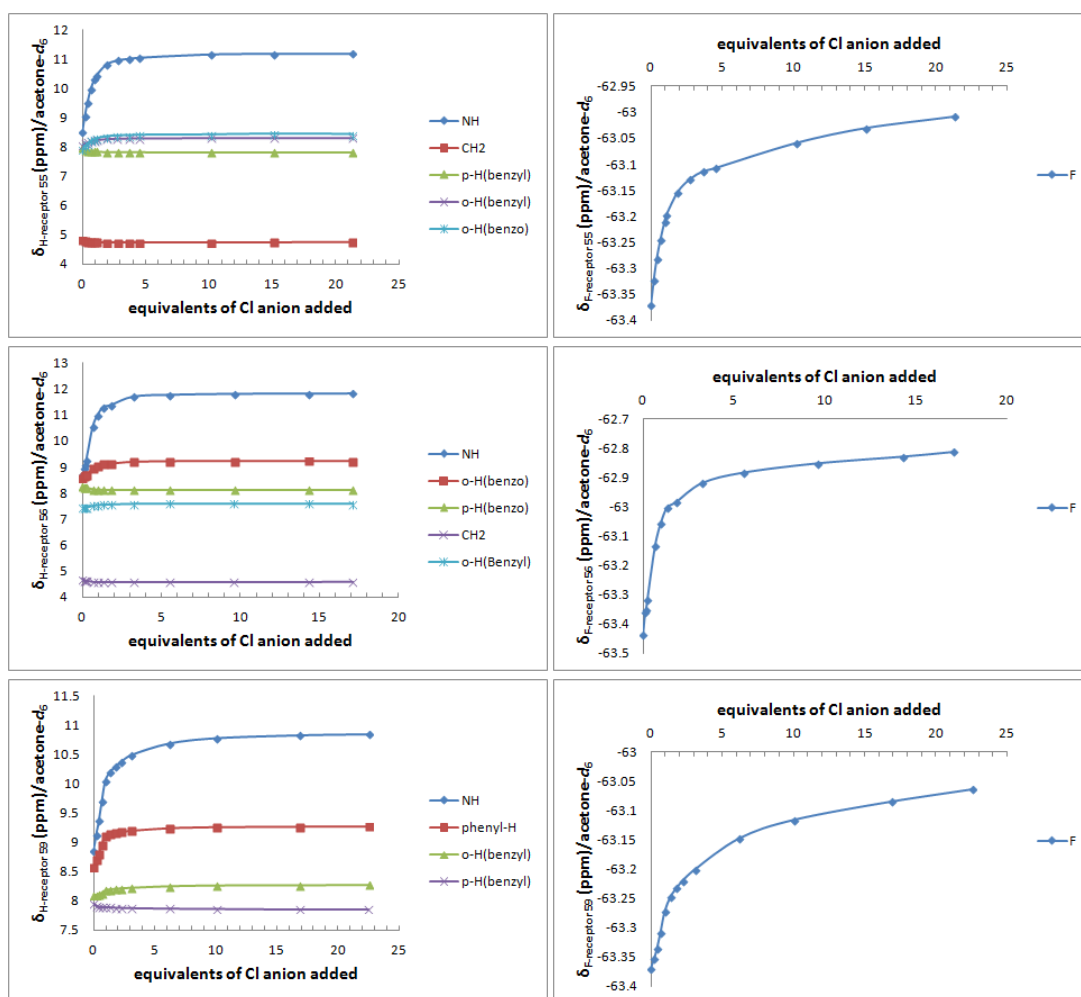 12
11
10
9
8
7
6
5
4
0 5 10 15 20 25
δH-receptor 55 (ppm)/acetone-d6
equivalents of Cl anion added
NH
CH2
p-H(benzyl)
o-H(benzyl)
o-H(benzo)
equivalents of Cl anion added
0 5 10 15 20 25
-62.95
-63
-63.05
-63.1
-63.15
-63.2
-63.25
-63.3
-63.35
-63.4
δF-receptor 55 (ppm)/acetone-d6
F
13
12
11
10
9
8
7
6
5
4
0 5 10 15 20
δH-receptor 56 (ppm)/acetone-d6
equivalents of Cl anion added
NH
o-H(benzo)
p-H(benzo)
CH2
o-H(Benzyl)
equivalents of Cl anion added
0 5 10 15 20
-62.7
-62.8
-62.9
-63
-63.1
-63.2
-63.3
-63.4
-63.5
δF-receptor 56 (ppm)/acetone-d6
F
11.5
11
10.5
10
9.5
9
8.5
8
7.5
0 5 10 15 20 25
δH-receptor 59 (ppm)/acetone-d6
equivalents of Cl anion added
NH
phenyl-H
o-H(benzyl)
p-H(benzyl)
equivalents of Cl anion added
0 5 10 15 20 25
-63
-63.05
-63.1
-63.15
-63.2
-63.25
-63.3
-63.35
-63.4
δF-receptor 59 (ppm)/acetone-d6
F